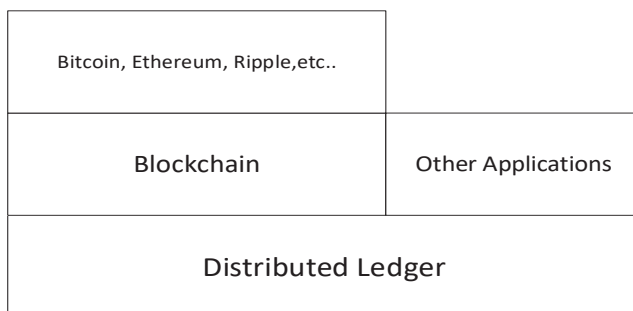 Bitcoin, Ethereum, Ripple,etc..
Blockchain
Other Applications
Distributed Ledger